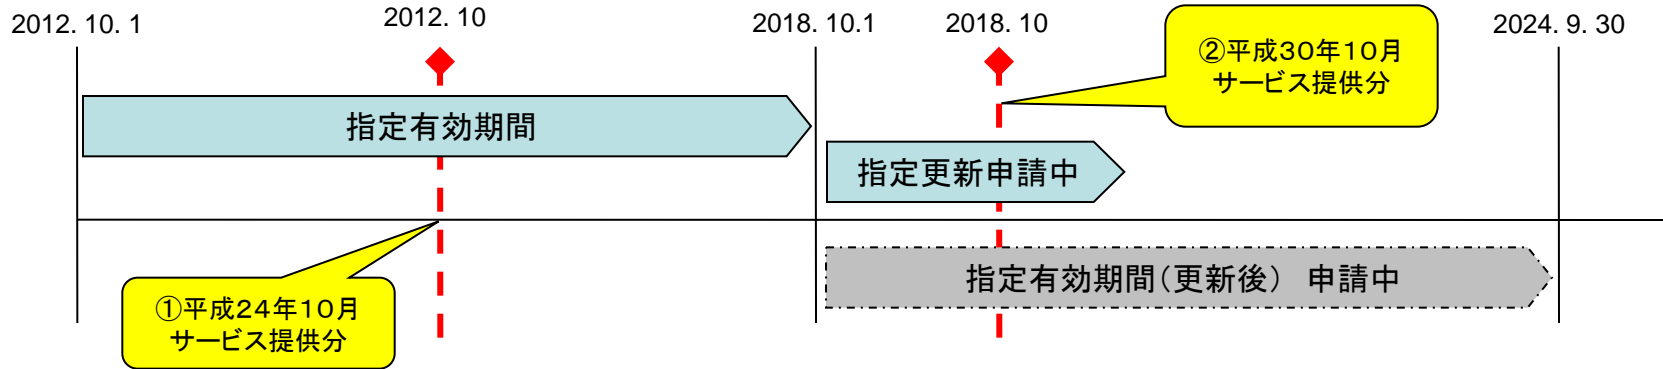 2012. 10. 1
2012. 10
2018. 10.1
2018. 10
2024. 9. 30
②平成30年10月
サービス提供分
指定有効期間
指定更新申請中
指定有効期間(更新後) 申請中
①平成24年10月
サービス提供分